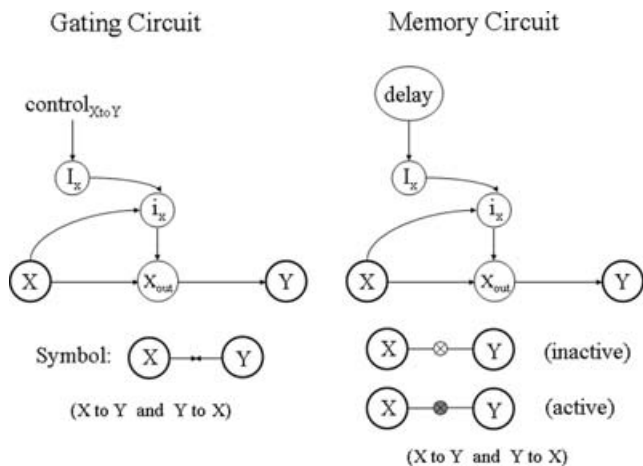 Gating Circuit
control XtoY
I x
i x
X
X out
Y
Symbol:
X
Y
(X to Y and Y to X)
Memory Circuit
delay
I x
i x
X
X out
Y
X
Y
(inactive)
X
Y
(active)
(X to Y and Y to X)